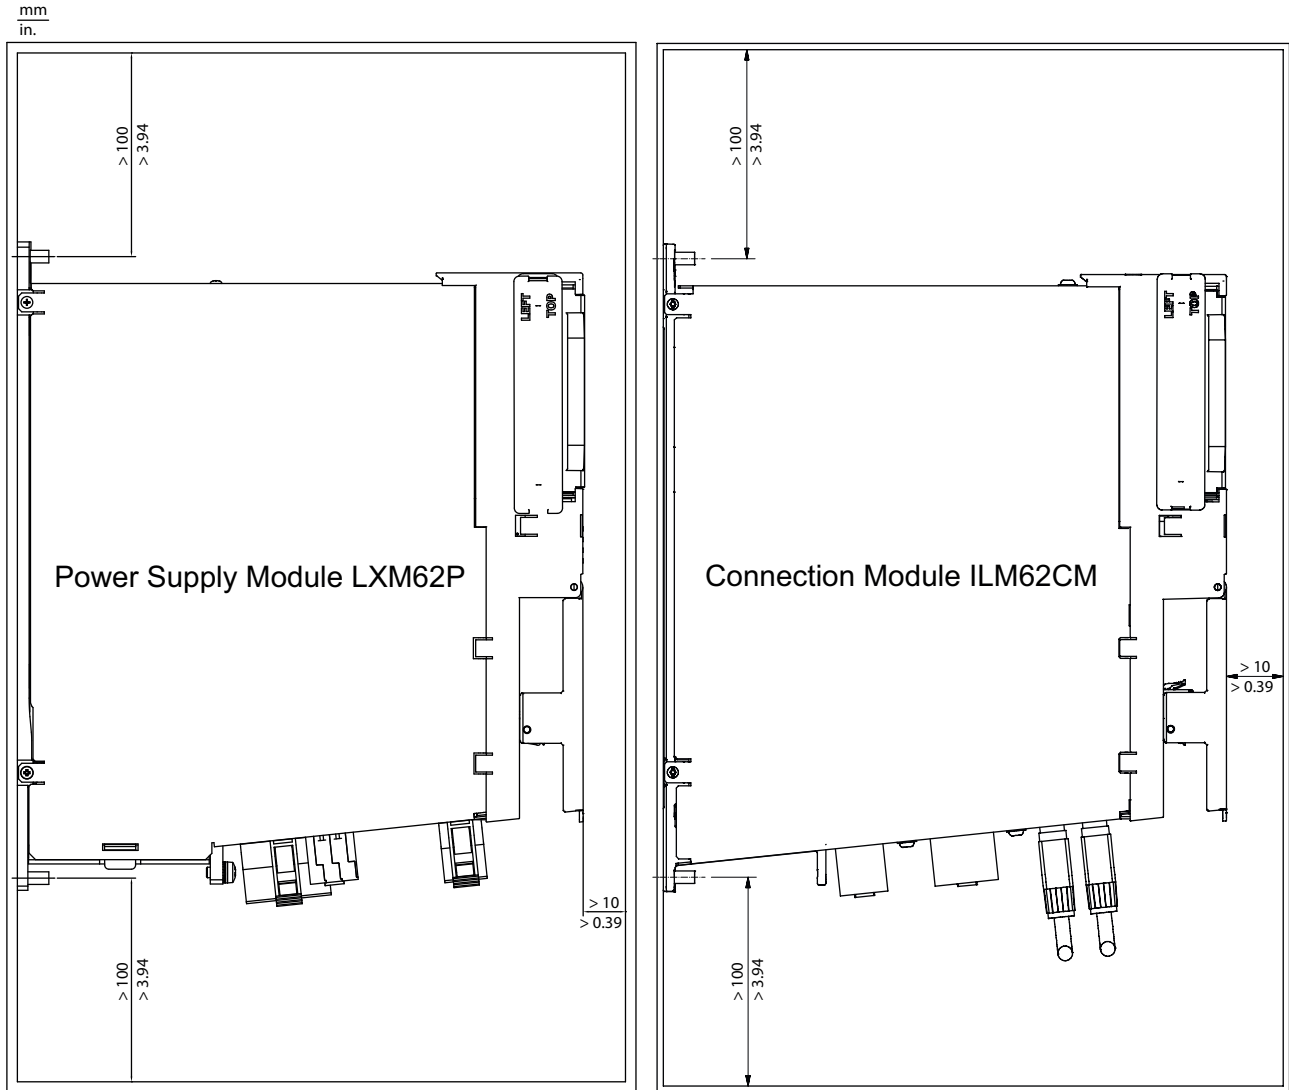 mm
in.
> 100
> 3.94
> 100
> 3.94
LEFT
TOP
LEFT
TOP
Power Supply Module LXM62P
Connection Module ILM62CM
> 10
> 0.39
> 10
> 0.39
> 100
> 3.94
> 100
> 3.94